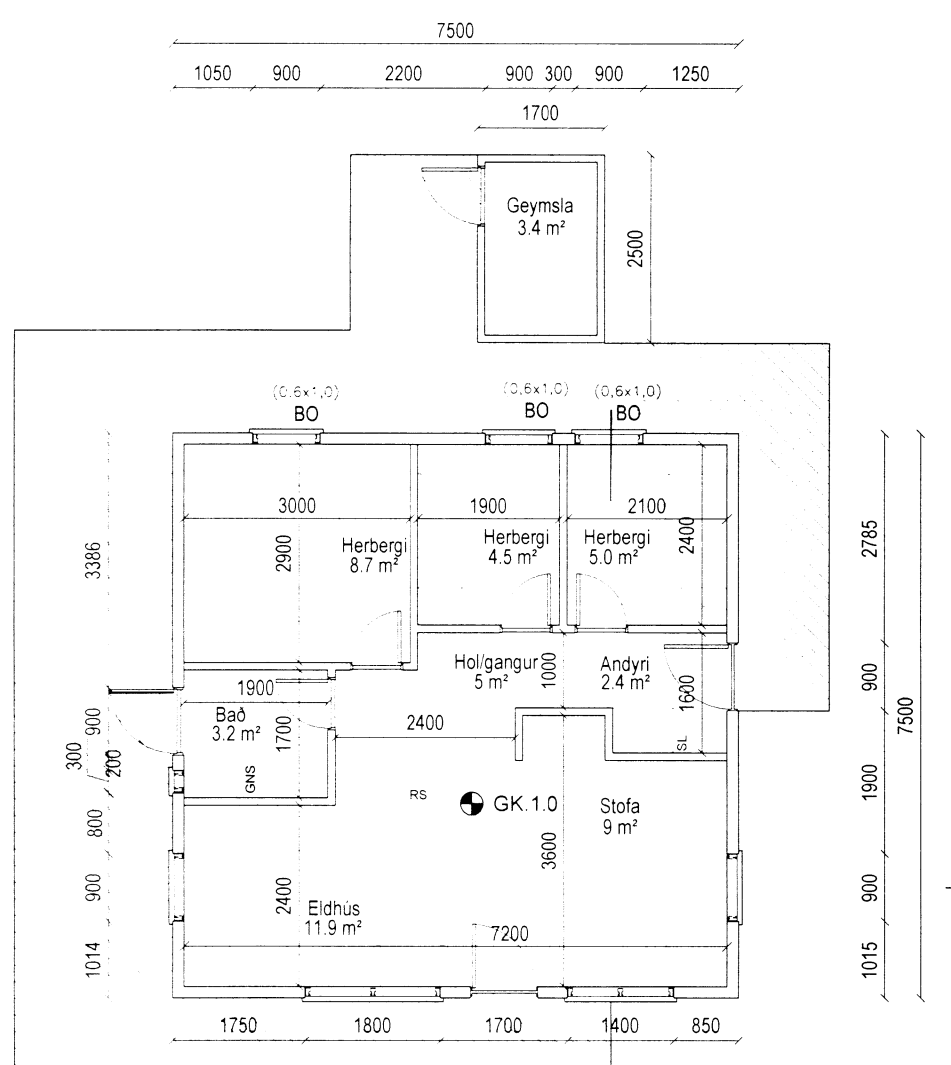 7500
1050 900 2200 900 300 900 1250
1700
Geymsla
3.4 m²
2500
(0.6x1,0) (0,6x1,0) (0,6x1,0)
BO BO BO
3000 1900 2100
3386
2900
2400
2785
Herbergi
8.7 m²
Herbergi
4.5 m²
Herbergi
5.0 m²
Hol/gangur
5 m²
1000
Andyri
2.4 m²
1600
900
7500
1900
Bað
3.2 m²
1700
2400
900
300
200
GNS
SL
RS
GK.1.0
Stofa
9 m²
1900
800
3600
900
2400
Eldhús
11.9 m²
7200
900
1014
1015
1750 1800 1700 1400 850